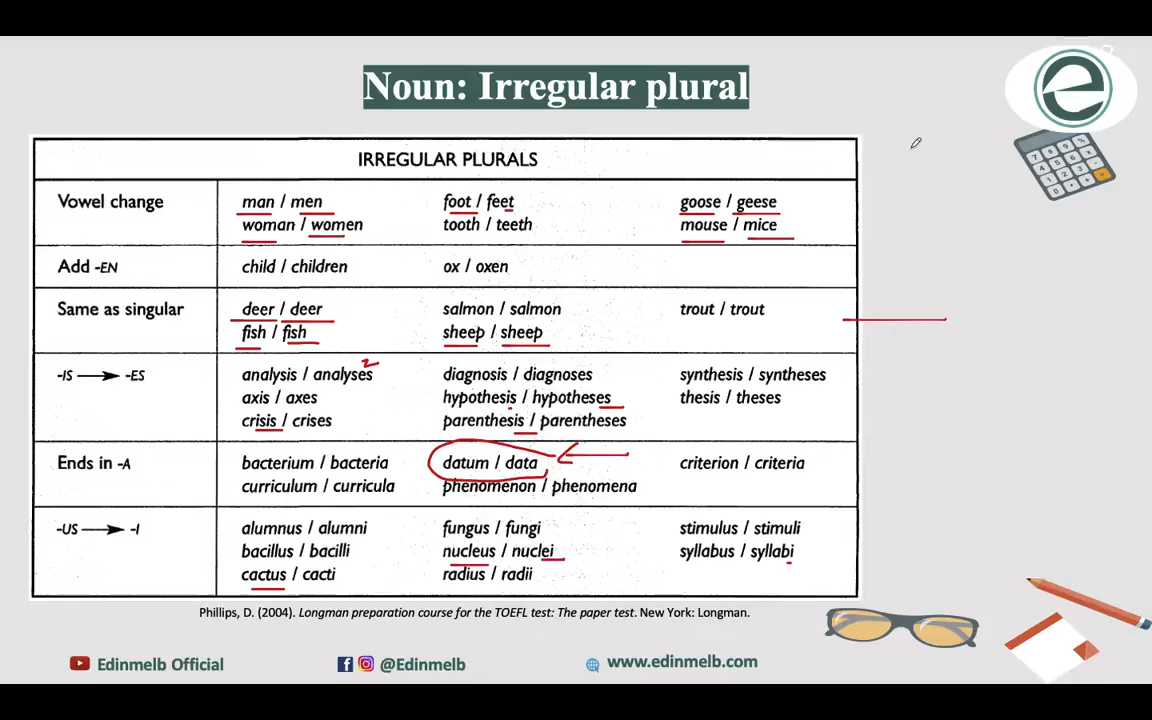 Noun: Irregular plural
IRREGULAR PLURALS
Vowel change man / men foot / feet goose / geese
woman / women tooth / teeth mouse / mice
Add -EN child / children ox / oxen
Same as singular deer / deer salmon / salmon trout / trout
fish / fish sheep / sheep
-IS → -ES analysis / analyses 2 diagnosis / diagnoses synthesis / syntheses
axis / axes hypothesis / hypotheses thesis / theses
crisis / crises parenthesis / parentheses
Ends in -A bacterium / bacteria datum / data criterion / criteria
curriculum / curricula phenomenon / phenomena
-US → -I alumnus / alumni fungus / fungi stimulus / stimuli
bacillus / bacilli nucleus / nuclei syllabus / syllabi
cactus / cacti radius / radii
Phillips, D. (2004). Longman preparation course for the TOEFL test: The paper test. New York: Longman.
Edinmelb Official @Edinmelb www.edinmelb.com